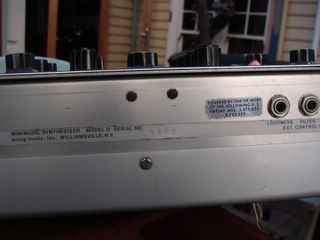 COVERED BY ONE OR MORE
OF THE FOLLOWING U.S.
PATENT NOS.
MINIMOOG SYNTHESIZER MODEL D SERIAL NO.
moog music, inc. WILLIAMSVILLE, N.Y.
LOUDNESS FILTER
EXT. CONTROL